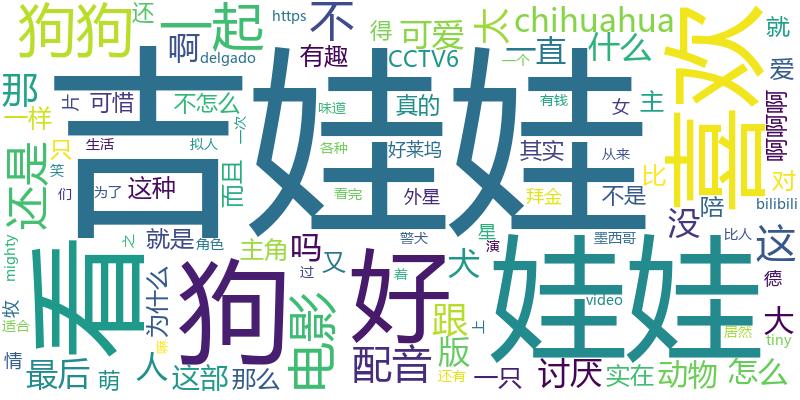 狗狗
还
一起
https
不
得
可爱
太
chihuahua
喜欢
就
啊
delgado
有趣
CCTV6
一个
一直
什么
爱
那
片
可惜
不怎么
味道
真的
有钱
女
主
啊啊啊
一样
吉娃娃
生活
拟人
一次
各种
好莱坞
其实
从来
还是
只
笑
而且
比
对
们
为了
这种
看完
外星
拜金
不是
陪
bilibili
没
看
之
就是
角色
主角
吗
警犬
星
演
墨西哥
比人
这
mighty
狗
过
又
好
着
犬
娃娃
牧
为什么
电影
跟
上
video
德
适合
居然
大
tiny
情
最后
萌
人
这部
那么
配音
版
还有
一只
讨厌
实在
动物
怎么